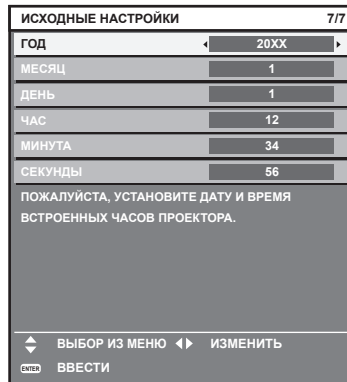 ИСХОДНЫЕ НАСТРОЙКИ 7/7
ГОД 20XX
МЕСЯЦ 1
ДЕНЬ 1
ЧАС 12
МИНУТА 34
СЕКУНДЫ 56
ПОЖАЛУЙСТА, УСТАНОВИТЕ ДАТУ И ВРЕМЯ
ВСТРОЕННЫХ ЧАСОВ ПРОЕКТОРА.
ВЫБОР ИЗ МЕНЮ ИЗМЕНИТЬ
ENTER ВВЕСТИ